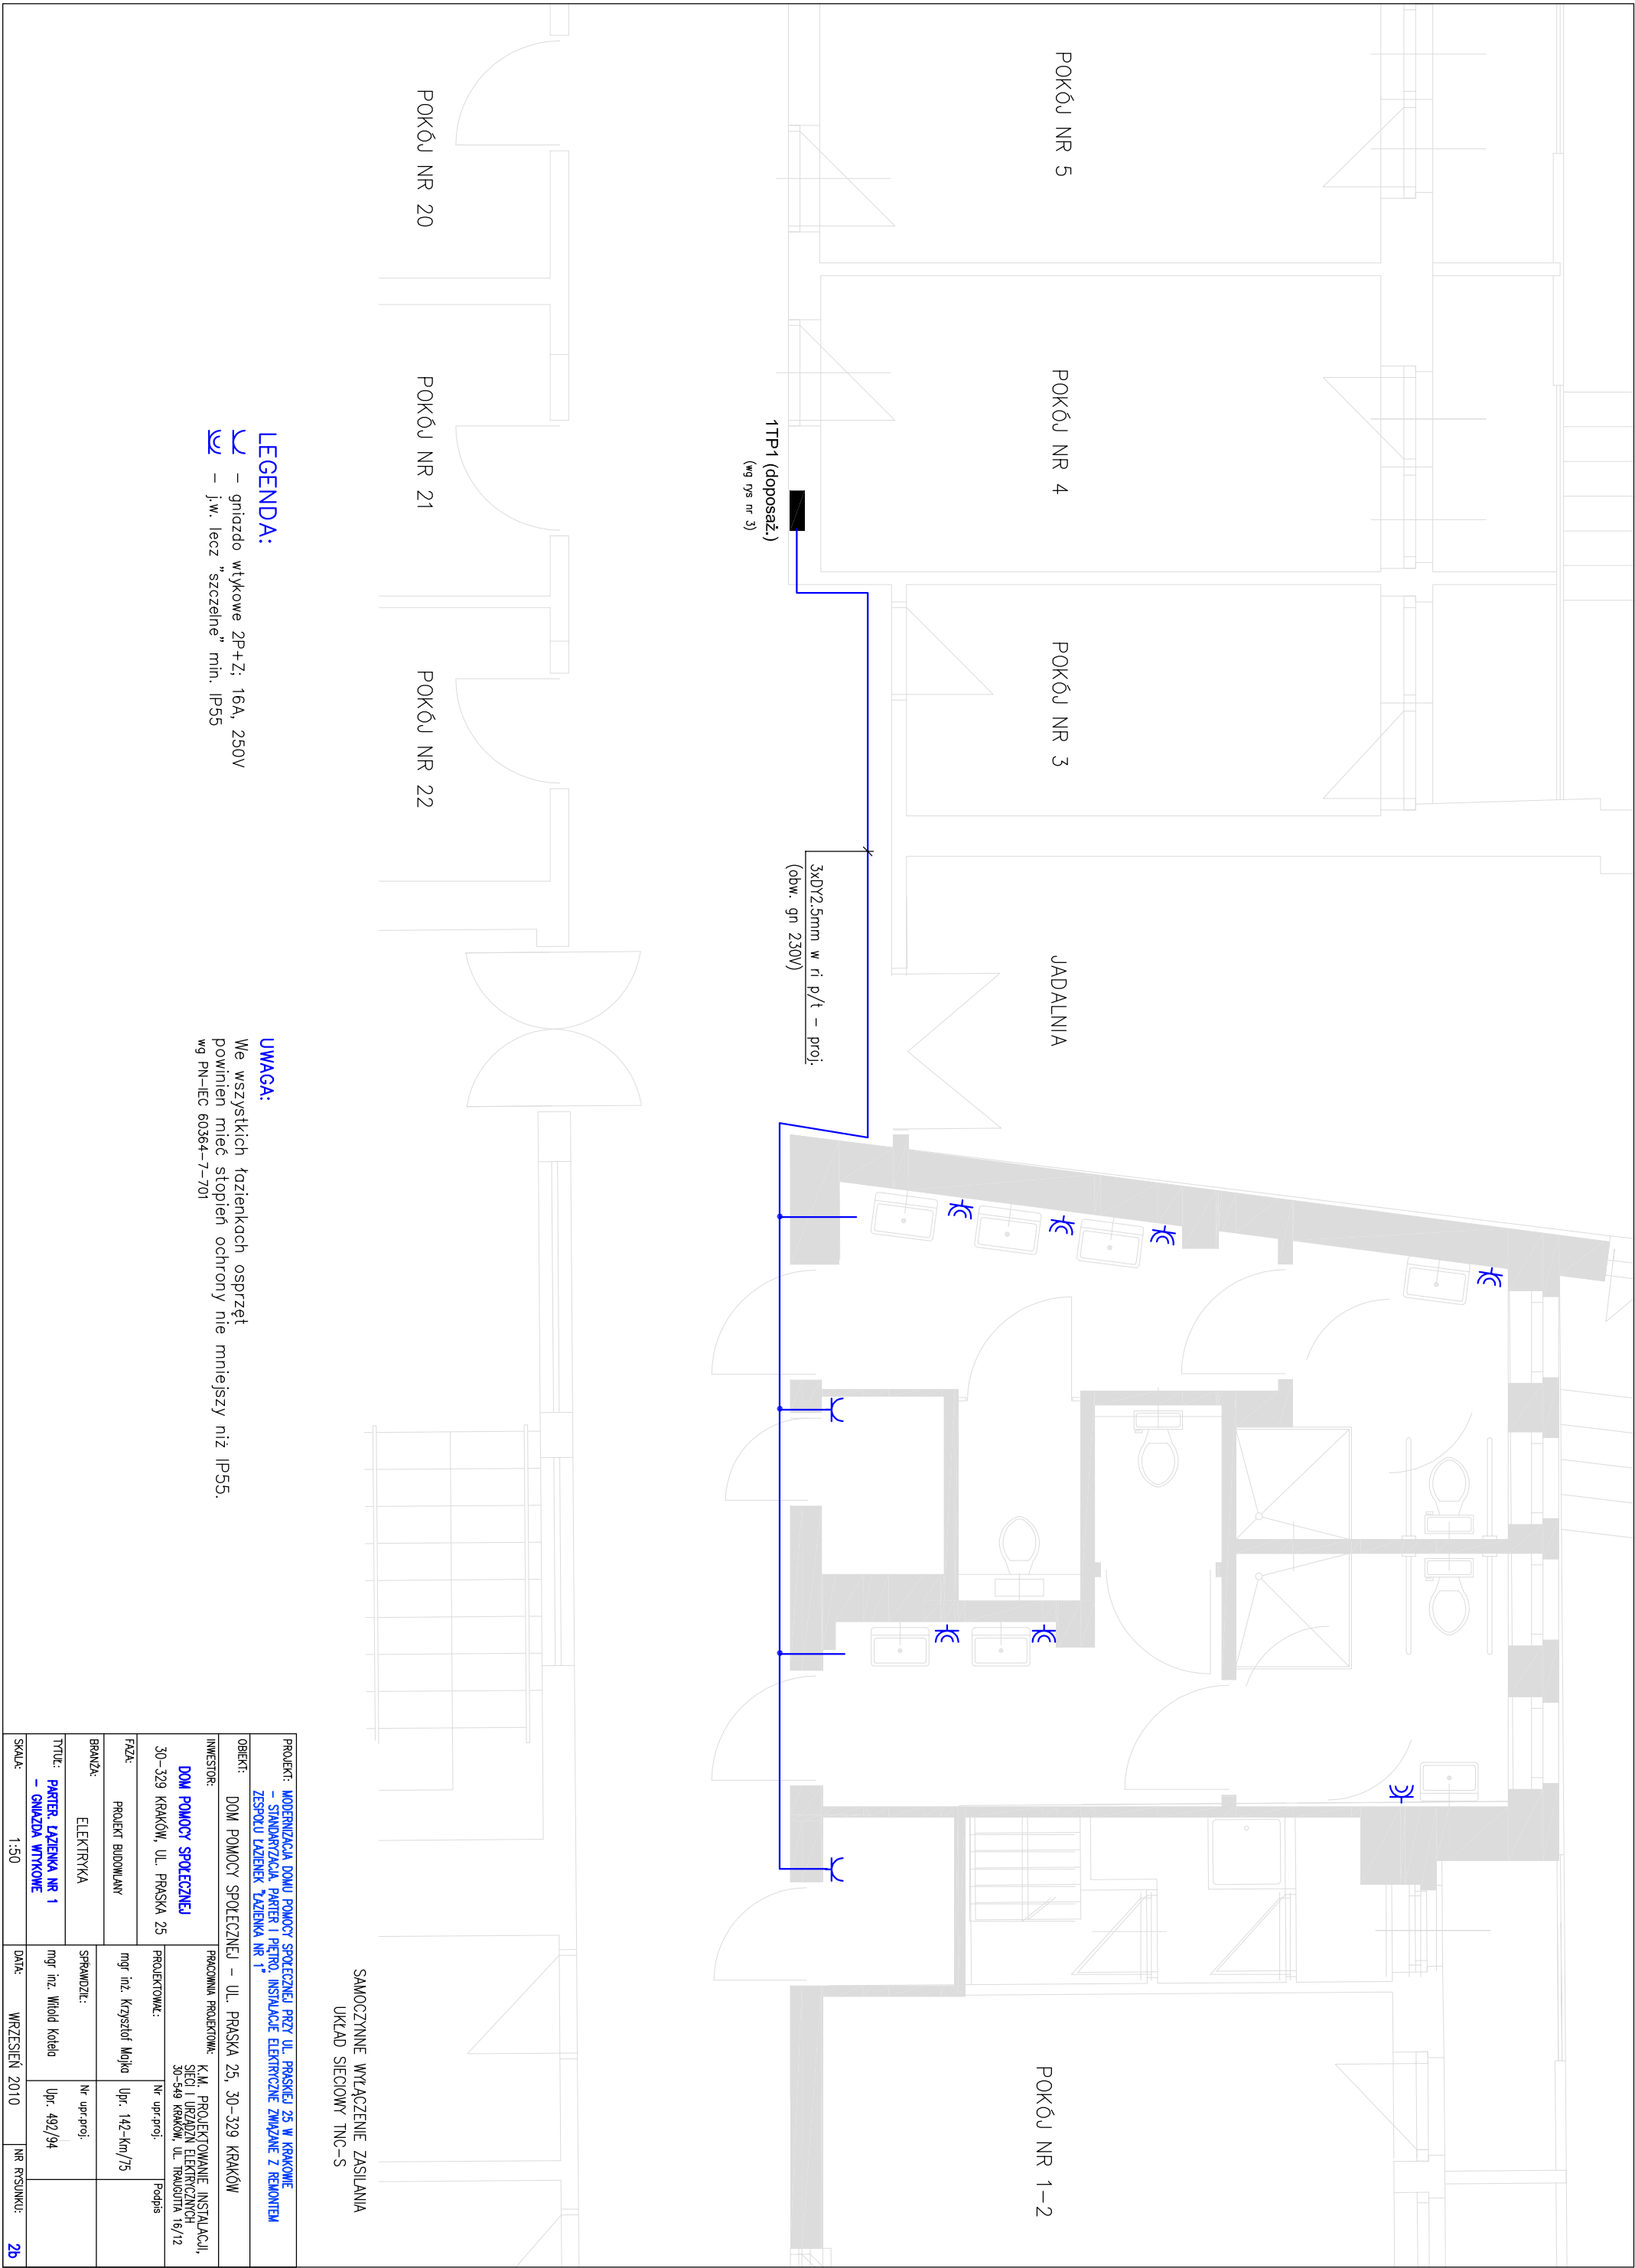 POKÓJ NR 5
POKÓJ NR 4
POKÓJ NR 3
JADALNIA
POKÓJ NR 1-2
1TP1 (doposaż.)
(wg rys nr 3)
3xDY2.5mm w rl p/t - proj.
(obw. gn 230V)
POKÓJ NR 20
POKÓJ NR 21
POKÓJ NR 22
SAMOCZYNNE WYŁĄCZENIE ZASILANIA
UKŁAD SIECIOWY TNC-S
LEGENDA:
- gniazdo wtykowe 2P+Z; 16A, 250V
- j.w. lecz "szczelne" min. IP55
UWAGA:
We wszystkich łazienkach osprzęt
powinien mieć stopień ochrony nie mniejszy niż IP55.
wg PN-IEC 60364-7-701
PROJEKT: MODERNIZACJA DOMU POMOCY SPOŁECZNEJ PRZY UL. PRASKIEJ 25 W KRAKOWIE
- STANDARYZACJA. PARTER I PIĘTRO. INSTALACJE ELEKTRYCZNE ZWIĄZANE Z REMONTEM
ZESPOŁU ŁAZIENEK "ŁAZIENKA NR 1"
OBIEKT: DOM POMOCY SPOŁECZNEJ - UL. PRASKA 25, 30-329 KRAKÓW
INWESTOR:
DOM POMOCY SPOŁECZNEJ
30-329 KRAKÓW, UL. PRASKA 25
PRACOWNIA PROJEKTOWA:
K.M. PROJEKTOWANIE INSTALACJI,
SIECI I URZĄDZŃ ELEKTRYCZNYCH
30-549 KRAKÓW, UL. TRAUGUTTA 16/12
FAZA: PROJEKT BUDOWLANY
PROJEKTOWAŁ: Nr upr.proj. Podpis
mgr inż. Krzysztof Majka Upr. 142-Km/75
BRANŻA: ELEKTRYKA
SPRAWDZIŁ: Nr upr.proj.
mgr inż. Witold Kotela Upr. 492/94
TYTUŁ: PARTER. ŁAZIENKA NR 1
- GNIAZDA WTYKOWE
SKALA: 1:50
DATA: WRZESIEŃ 2010
NR RYSUNKU: 2b